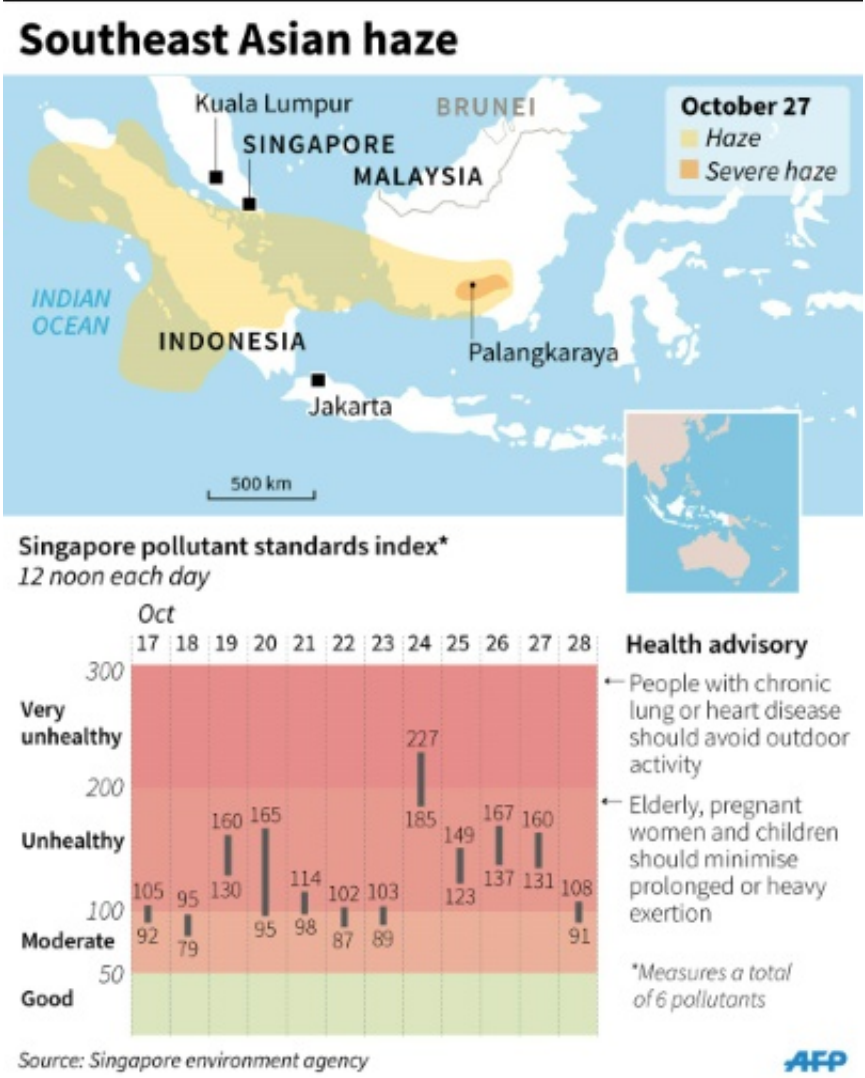 Southeast Asian haze
Kuala Lumpur
BRUNEI
October 27
Haze
Severe haze
SINGAPORE
MALAYSIA
INDIAN
OCEAN
INDONESIA
Palangkaraya
Jakarta
500 km
Singapore pollutant standards index*
12 noon each day
Oct
17 18 19 20 21 22 23 24 25 26 27 28
300
Very
unhealthy
200
Unhealthy
100
Moderate
50
Good
105
92
95
79
160
130
165
95
114
98
102
87
103
89
227
185
149
123
167
137
160
131
108
91
Health advisory
People with chronic
lung or heart disease
should avoid outdoor
activity
Elderly, pregnant
women and children
should minimise
prolonged or heavy
exertion
*Measures a total
of 6 pollutants
Source: Singapore environment agency
AFP